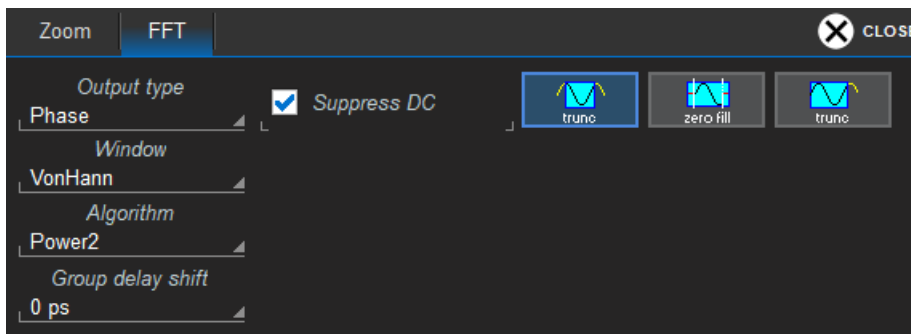 Zoom FFT CLOSE
Output type
Phase
Suppress DC
trunc zero fill trunc
Window
VonHann
Algorithm
Power2
Group delay shift
0 ps